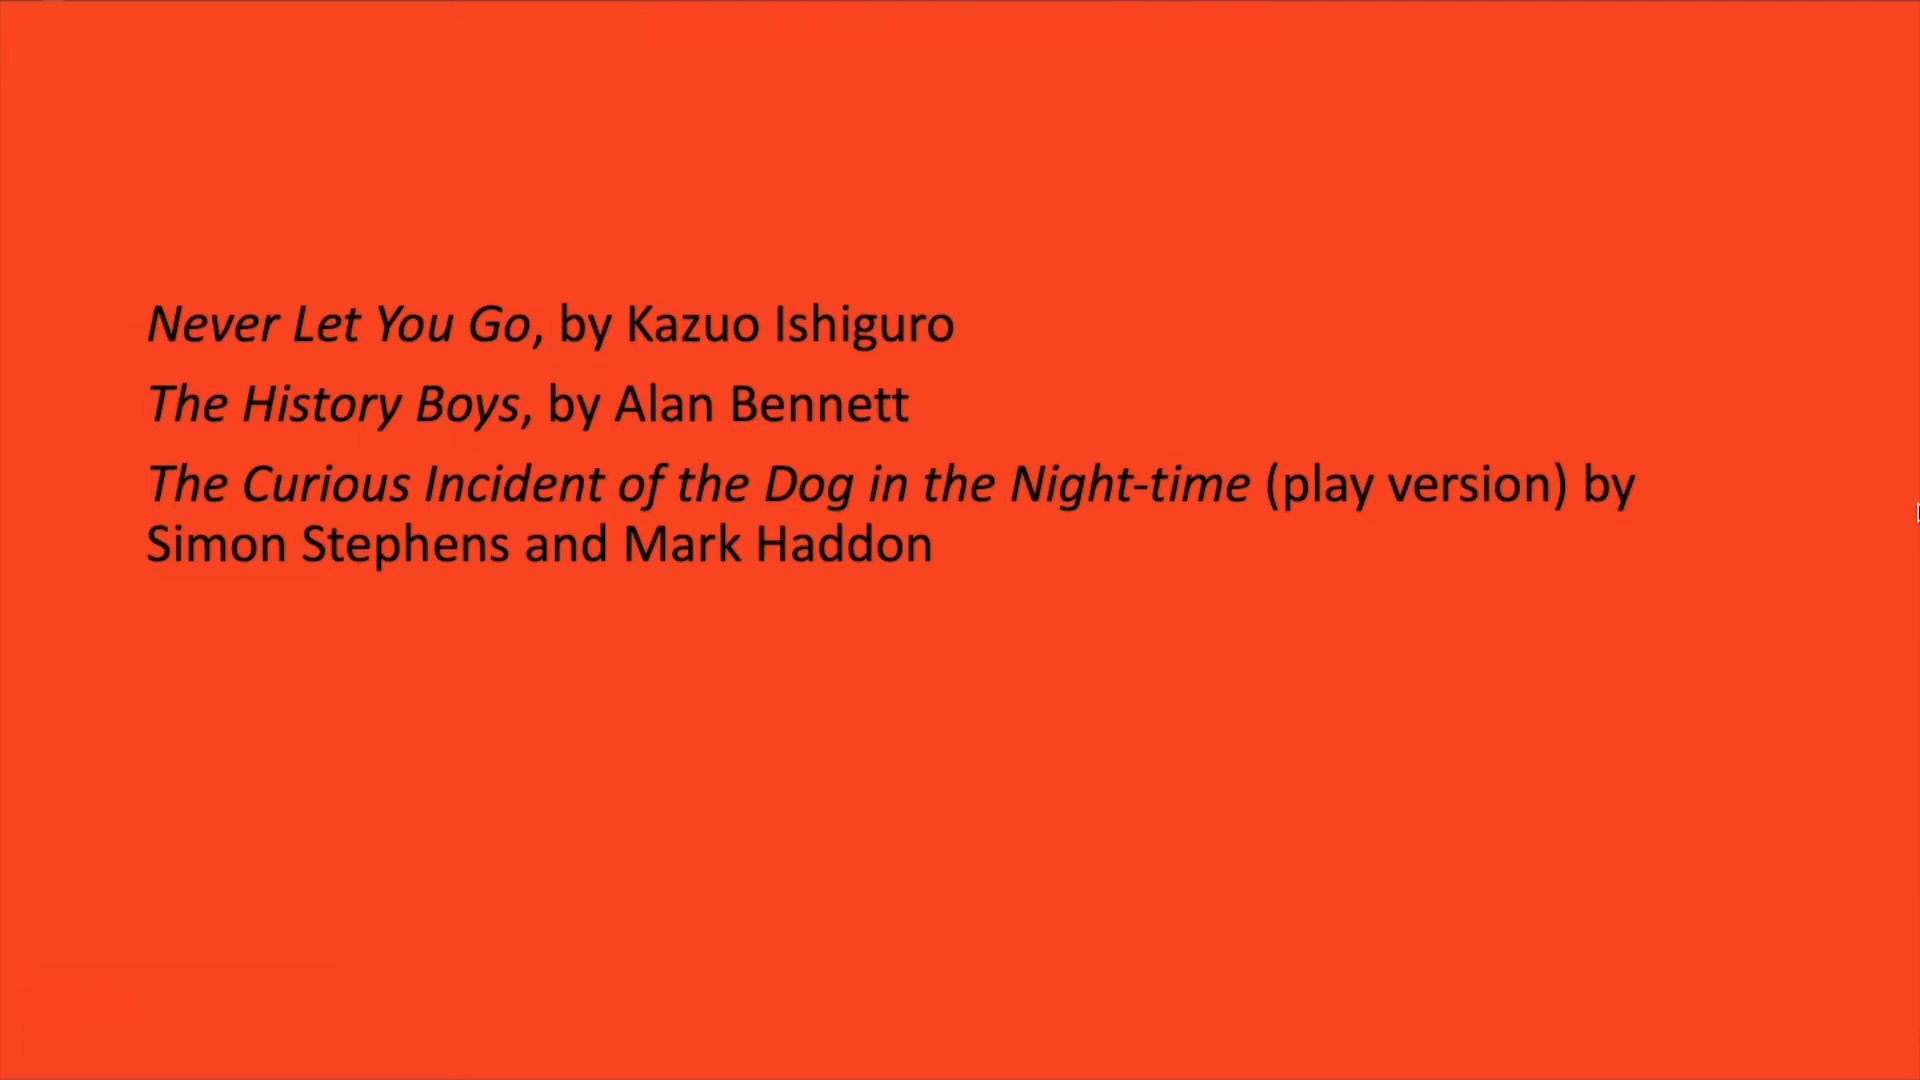 Never Let You Go, by Kazuo Ishiguro
The History Boys, by Alan Bennett
The Curious Incident of the Dog in the Night-time (play version) by
Simon Stephens and Mark Haddon